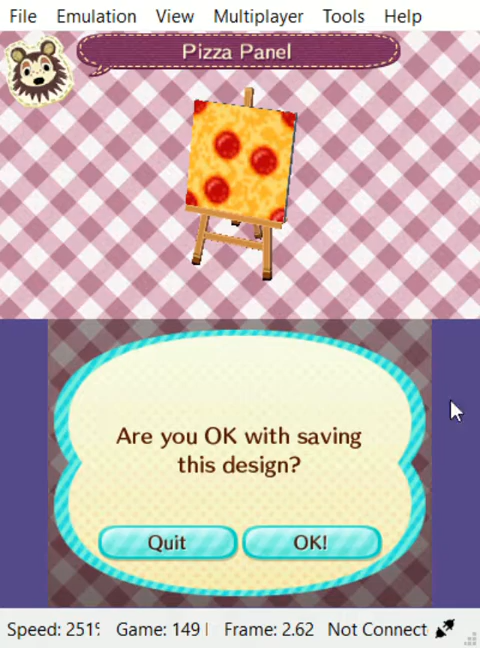 File Emulation View Multiplayer Tools Help
Pizza Panel
Are you OK with saving
this design?
Quit OK!
Speed: 251% Game: 149 Frame: 2.62 Not Connect